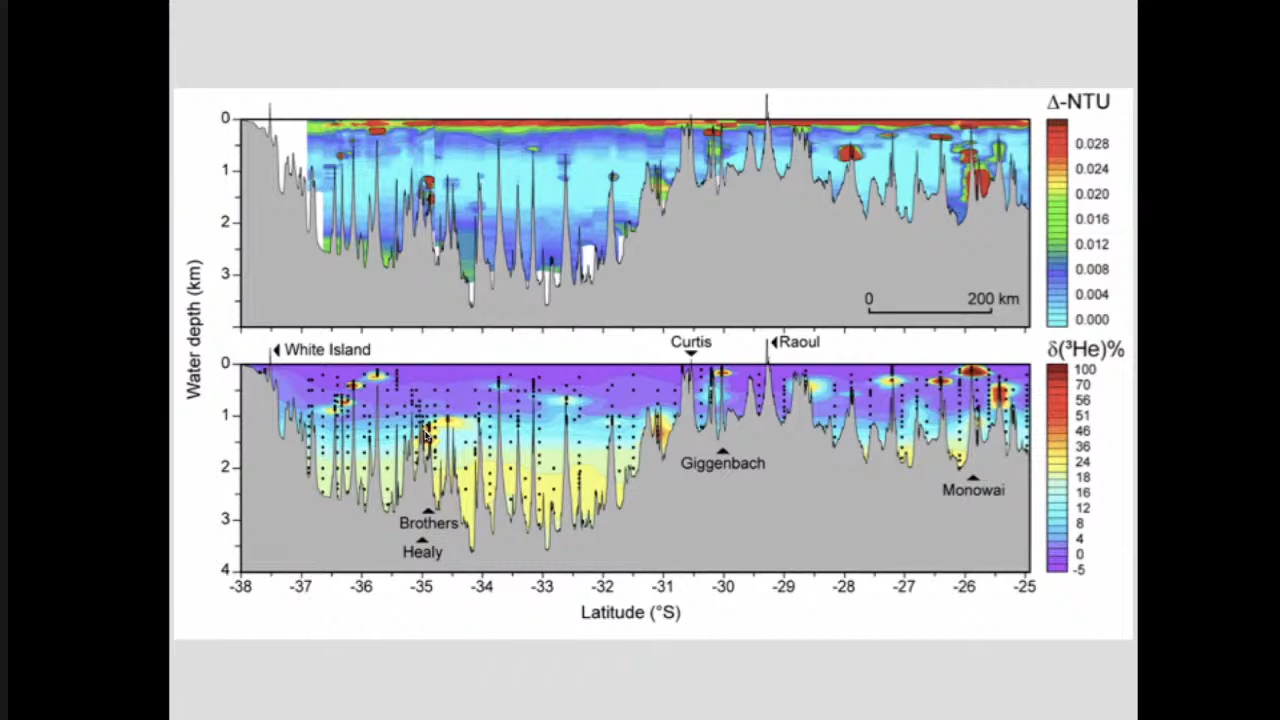 Δ-NTU
0
1
2
3
0.028
0.024
0.020
0.016
0.012
0.008
0.004
0.000
0 200 km
Water depth (km)
White Island
Curtis
Raoul
δ(³He)%
0
1
2
3
4
100
70
56
51
46
36
24
18
16
12
8
4
0
-5
Giggenbach
Monowai
Brothers
Healy
-38 -37 -36 -35 -34 -33 -32 -31 -30 -29 -28 -27 -26 -25
Latitude (°S)